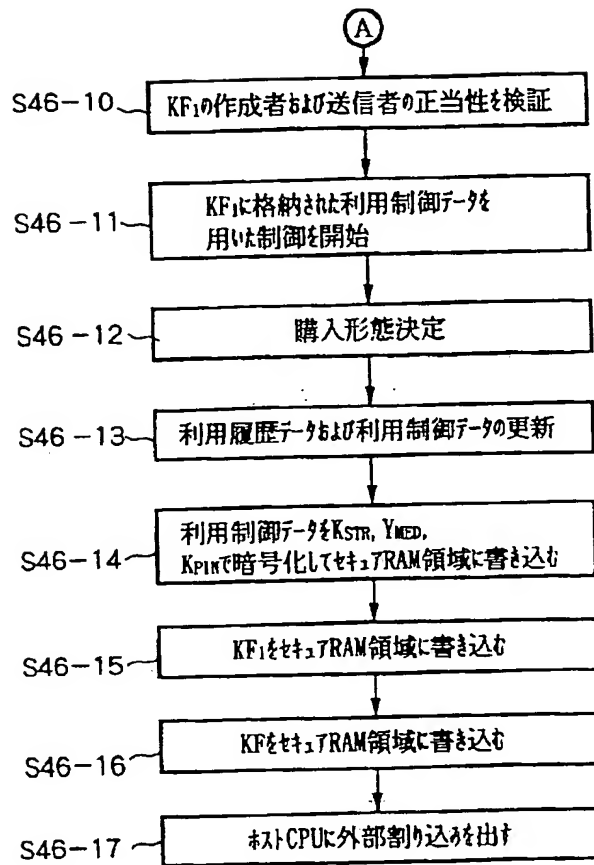 A
S46-10 KF1の作成者および送信者の正当性を検証
S46-11 KF1に格納された利用制御データを
用いた制御を開始
S46-12 購入形態決定
S46-13 利用履歴データおよび利用制御データの更新
S46-14 利用制御データをKSTR, YMED,
KPINで暗号化してセキュアRAM領域に書き込む
S46-15 KF1をセキュアRAM領域に書き込む
S46-16 KFをセキュアRAM領域に書き込む
S46-17 ホストCPUに外部割り込みを出す